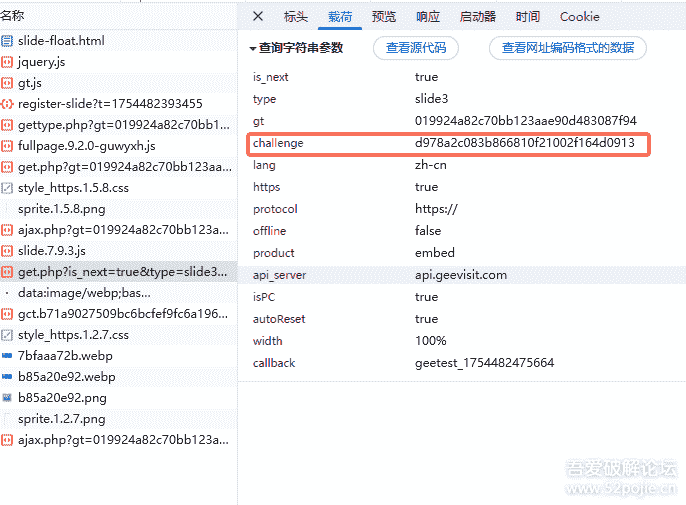 名称
slide-float.html
jquery.js
gt.js
register-slide?t=1754482393455
gettype.php?gt=019924a82c70bb1...
fullpage.9.2.0-guwyxh.js
get.php?gt=019924a82c70bb123aa...
style_https.1.5.8.css
sprite.1.5.8.png
ajax.php?gt=019924a82c70bb123a...
slide.7.9.3.js
get.php?is_next=true&type=slide3...
data:image/webp;bas...
gct.b71a9027509bc6bcfef9fc6a196...
style_https.1.2.7.css
7bfaaa72b.webp
b85a20e92.webp
b85a20e92.png
sprite.1.2.7.png
ajax.php?gt=019924a82c70bb123a...
标头 载荷 预览 响应 启动器 时间 Cookie
查询字符串参数 查看源代码 查看网址编码格式的数据
is_next true
type slide3
gt 019924a82c70bb123aae90d483087f94
challenge d978a2c083b866810f21002f164d0913
lang zh-cn
https true
protocol https://
offline false
product embed
api_server api.geevisit.com
isPC true
autoReset true
width 100%
callback geetest_1754482475664
吾爱破解论坛
www.52pojie.cn